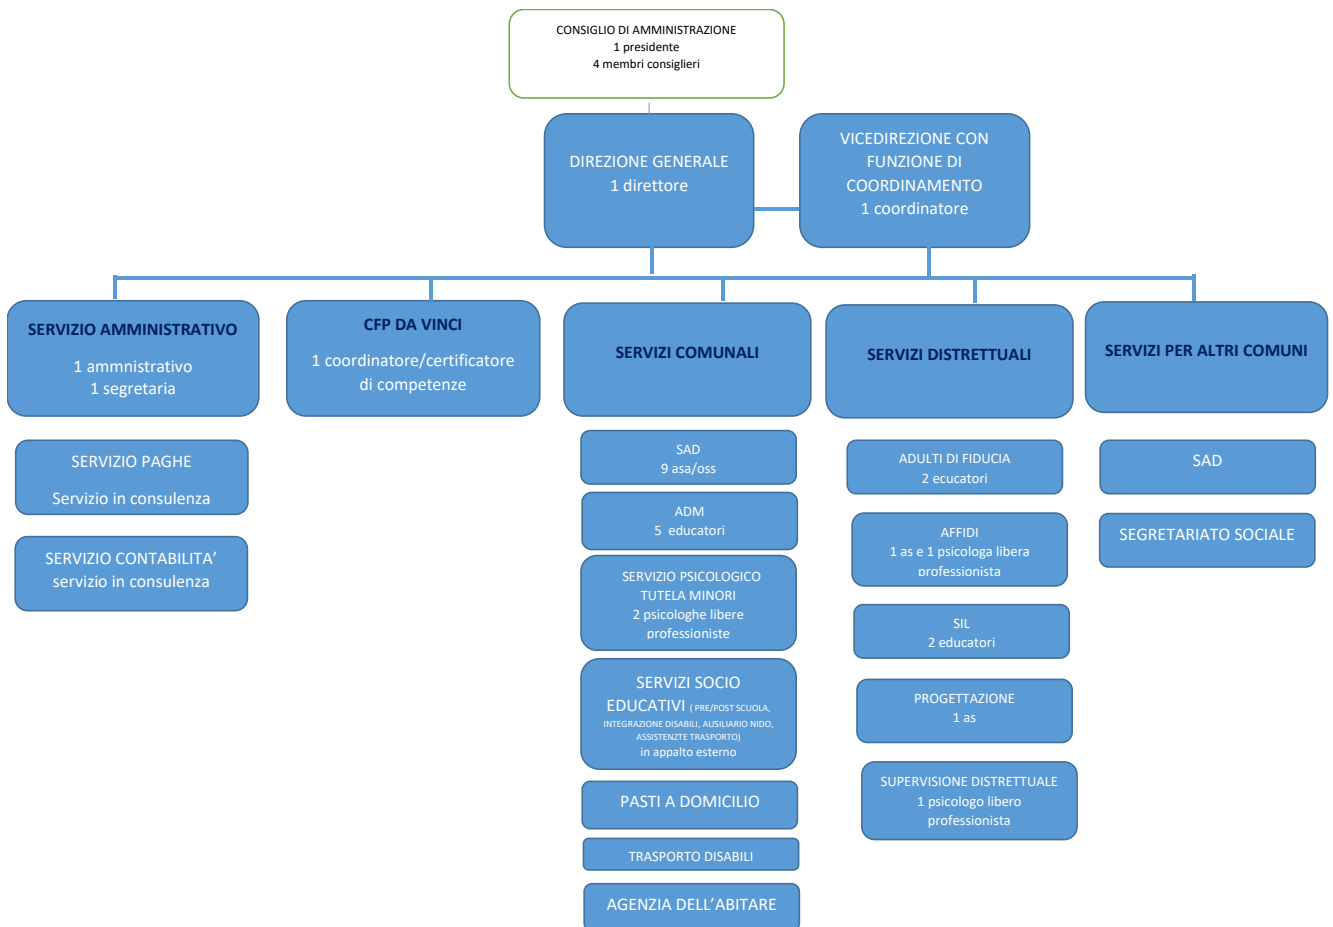 CONSIGLIO DI AMMINISTRAZIONE
1 presidente
4 membri consiglieri
DIREZIONE GENERALE
1 direttore
VICEDIREZIONE CON
FUNZIONE DI
COORDINAMENTO
1 coordinatore
SERVIZIO AMMINISTRATIVO
1 ammnistrativo
1 segretaria
CFP DA VINCI
1 coordinatore/certificatore
di competenze
SERVIZI COMUNALI
SERVIZI DISTRETTUALI
SERVIZI PER ALTRI COMUNI
SERVIZIO PAGHE
Servizio in consulenza
SERVIZIO CONTABILITA’
servizio in consulenza
SAD
9 asa/oss
ADM
5 educatori
SERVIZIO PSICOLOGICO
TUTELA MINORI
2 psicologhe libere
professioniste
SERVIZI SOCIO
EDUCATIVI ( PRE/POST SCUOLA,
INTEGRAZIONE DISABILI, AUSILIARIO NIDO,
ASSISTENZTE TRASPORTO)
in appalto esterno
PASTI A DOMICILIO
TRASPORTO DISABILI
AGENZIA DELL’ABITARE
ADULTI DI FIDUCIA
2 ecucatori
AFFIDI
1 as e 1 psicologa libera
professionista
SIL
2 educatori
PROGETTAZIONE
1 as
SUPERVISIONE DISTRETTUALE
1 psicologo libero
professionista
SAD
SEGRETARIATO SOCIALE